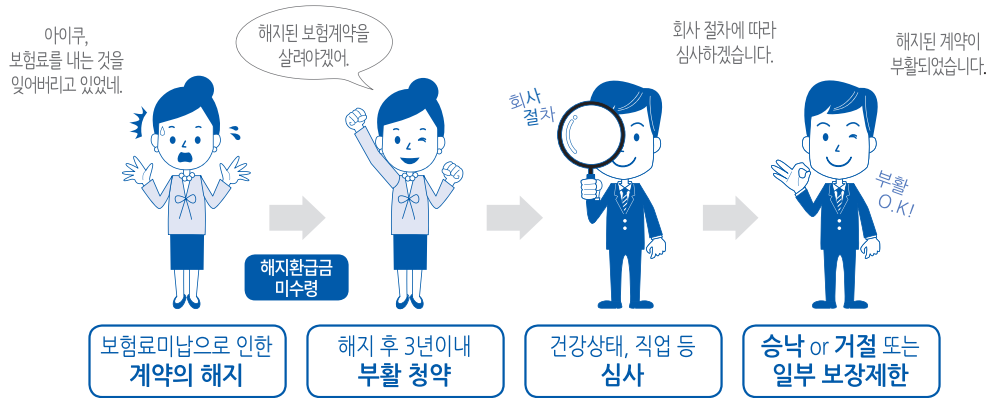 아이쿠,
보험료를 내는 것을
잊어버리고 있었네.
해지된 보험계약을
살려야겠어.
회사 절차에 따라
심사하겠습니다.
해지된 계약이
부활되었습니다.
회사
절차
부활
O.K!
해지환급금
미수령
보험료미납으로 인한
계약의 해지
해지 후 3년이내
부활 청약
건강상태, 직업 등
심사
승낙 or 거절 또는
일부 보장제한